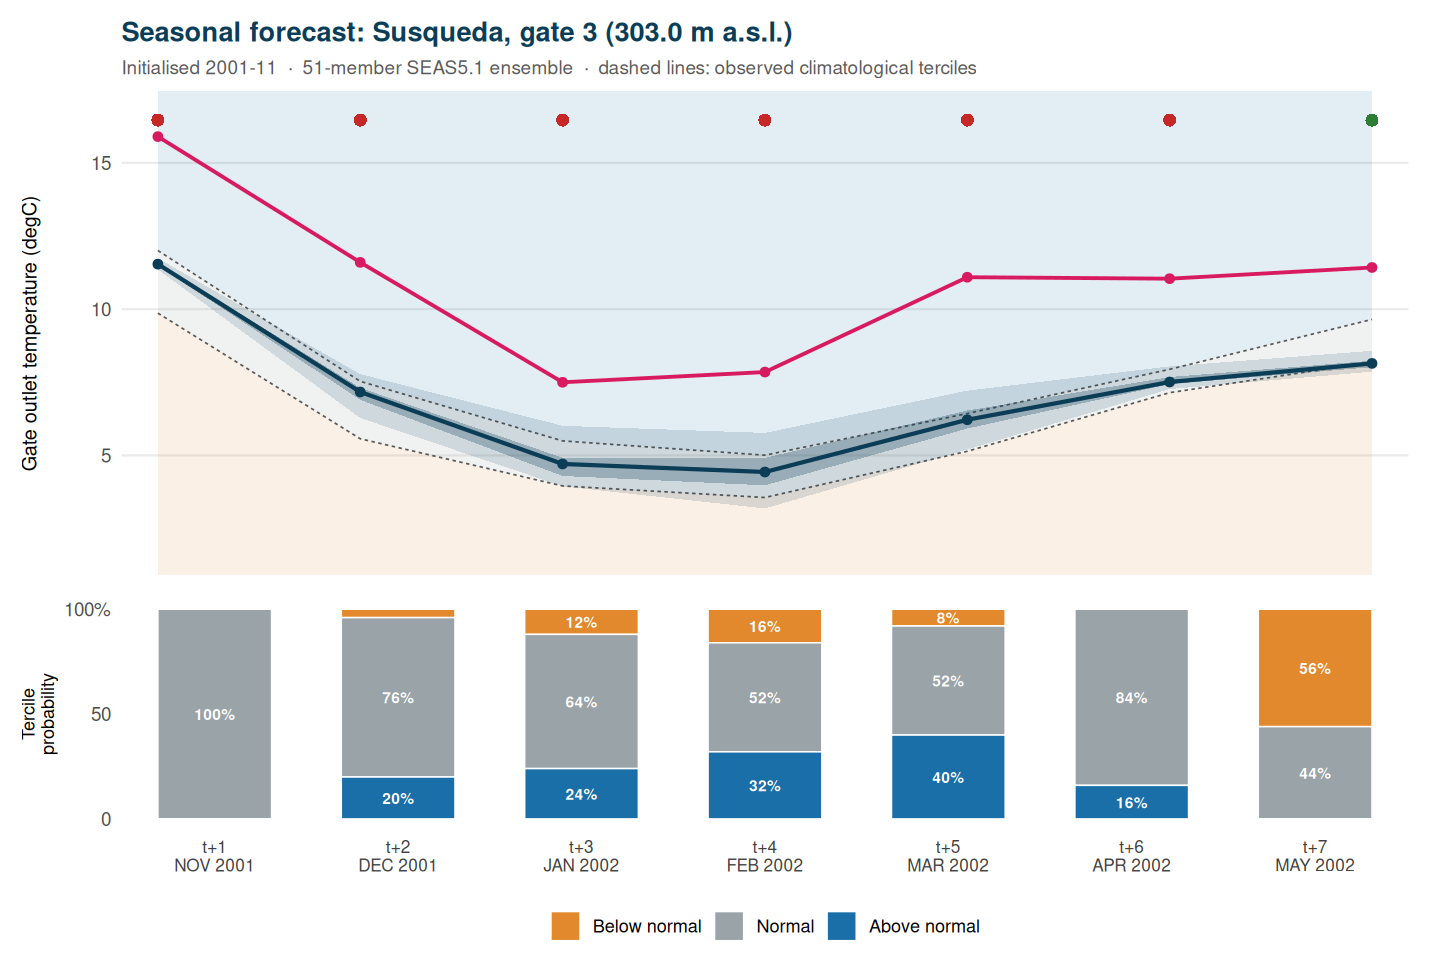 Seasonal forecast: Susqueda, gate 3 (303.0 m a.s.l.)
Initialised 2001-11 · 51-member SEAS5.1 ensemble · dashed lines: observed climatological terciles
Gate outlet temperature (degC)
15
10
5
Tercile
probability
100%
50
0
100%
76%
20%
12%
64%
24%
16%
52%
32%
8%
52%
40%
84%
16%
56%
44%
t+1
NOV 2001
t+2
DEC 2001
t+3
JAN 2002
t+4
FEB 2002
t+5
MAR 2002
t+6
APR 2002
t+7
MAY 2002
Below normal
Normal
Above normal